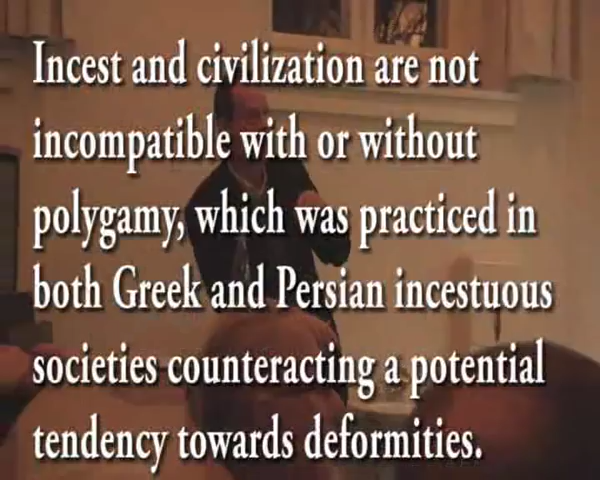 Incest and civilization are not
incompatible with or without
polygamy, which was practiced in
both Greek and Persian incestuous
societies counteracting a potential
tendency towards deformities.